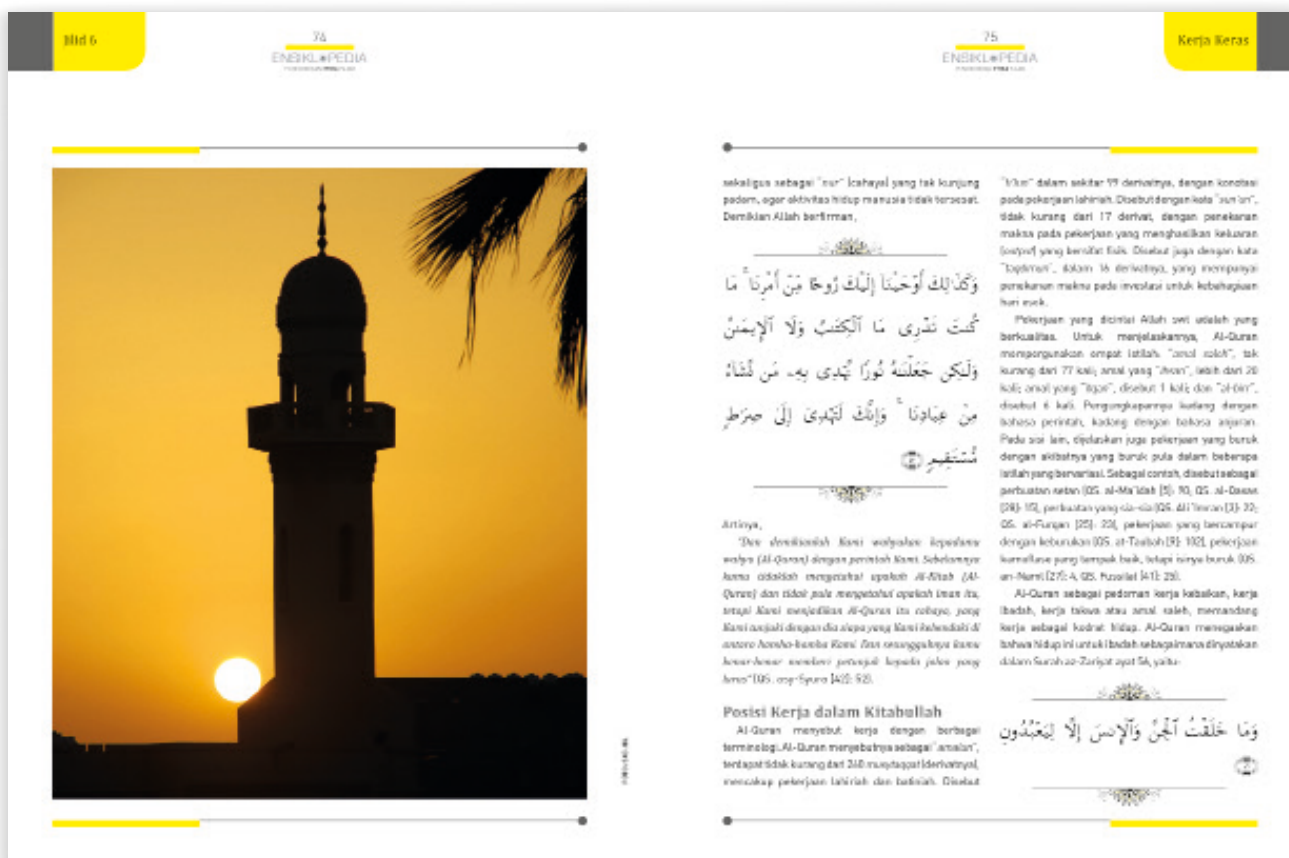 Jilid 6
74
ENSIKLOPEDIA
75
ENSIKLOPEDIA
Kerja Keras
sekaligus sebagai "nur" (cahaya) yang tak kunjung
padam, agar aktivitas hidup manusia tidak tersesat.
Demikian Allah berfirman,
وَكَذَٰلِكَ أَوْحَيْنَا إِلَيْكَ رُوحًا مِّنْ أَمْرِنَا ۚ مَا
كُنتَ تَدْرِى مَا ٱلْكِتَٰبُ وَلَا ٱلْإِيمَٰنُ
وَلَٰكِن جَعَلْنَٰهُ نُورًا نَّهْدِى بِهِۦ مَن نَّشَآءُ
مِنْ عِبَادِنَا ۚ وَإِنَّكَ لَتَهْدِىٓ إِلَىٰ صِرَٰطٍ
مُّسْتَقِيمٍ
Artinya,
"Dan demikianlah Kami wahyukan kepadamu
wahyu (Al-Quran) dengan perintah Kami. Sebelumnya
kamu tidaklah mengetahui apakah Al-Kitab (Al-
Quran) dan tidak pula mengetahui apakah iman itu,
tetapi Kami menjadikan Al-Quran itu cahaya, yang
Kami tunjuki dengan dia siapa yang Kami kehendaki di
antara hamba-hamba Kami. Dan sesungguhnya kamu
benar-benar memberi petunjuk kepada jalan yang
lurus" (QS. asy-Syura [42]: 52).
Posisi Kerja dalam Kitabullah
Al-Quran menyebut kerja dengan berbagai
terminologi. Al-Quran menyebutnya sebagai "amalun",
terdapat tidak kurang dari 260 musytaqqat (derivatnya),
mencakup pekerjaan lahiriah dan batiniah. Disebut
"fi'lun" dalam sekitar 99 derivatnya, dengan konotasi
pada pekerjaan lahiriah. Disebut dengan kata "sun'un",
tidak kurang dari 17 derivat, dengan penekanan
makna pada pekerjaan yang menghasilkan keluaran
(output) yang bersifat fisik. Disebut juga dengan kata
"taqdimun", dalam 16 derivatnya, yang mempunyai
penekanan makna pada investasi untuk kebahagiaan
hari esok.
Pekerjaan yang dicintai Allah swt adalah yang
berkualitas. Untuk menjelaskannya, Al-Quran
mempergunakan empat istilah: "amal saleh", tak
kurang dari 77 kali; amal yang "ihsan", lebih dari 20
kali; amal yang "itqan", disebut 1 kali; dan "al-birr",
disebut 6 kali. Pengungkapannya kadang dengan
bahasa perintah, kadang dengan bahasa anjuran.
Pada sisi lain, dijelaskan juga pekerjaan yang buruk
dengan akibatnya yang buruk pula dalam beberapa
istilah yang bervariasi. Sebagai contoh, disebut sebagai
perbuatan setan (QS. al-Ma'idah [5]: 90, QS. al-Qasas
[28]: 15), perbuatan yang sia-sia (QS. Ali 'Imran [3]: 22;
QS. al-Furqan [25]: 23), pekerjaan yang bercampur
dengan keburukan (QS. at-Taubah [9]: 102), pekerjaan
kamuflase yang tampak baik, tetapi isinya buruk (QS.
an-Naml [27]: 4, QS. Fussilat [41]: 25).
Al-Quran sebagai pedoman kerja kebaikan, kerja
ibadah, kerja takwa atau amal saleh, memandang
kerja sebagai kodrat hidup. Al-Quran menegaskan
bahwa hidup ini untuk ibadah sebagaimana dinyatakan
dalam Surah az-Zariyat ayat 56, yaitu:
وَمَا خَلَقْتُ ٱلْجِنَّ وَٱلْإِنسَ إِلَّا لِيَعْبُدُونِ